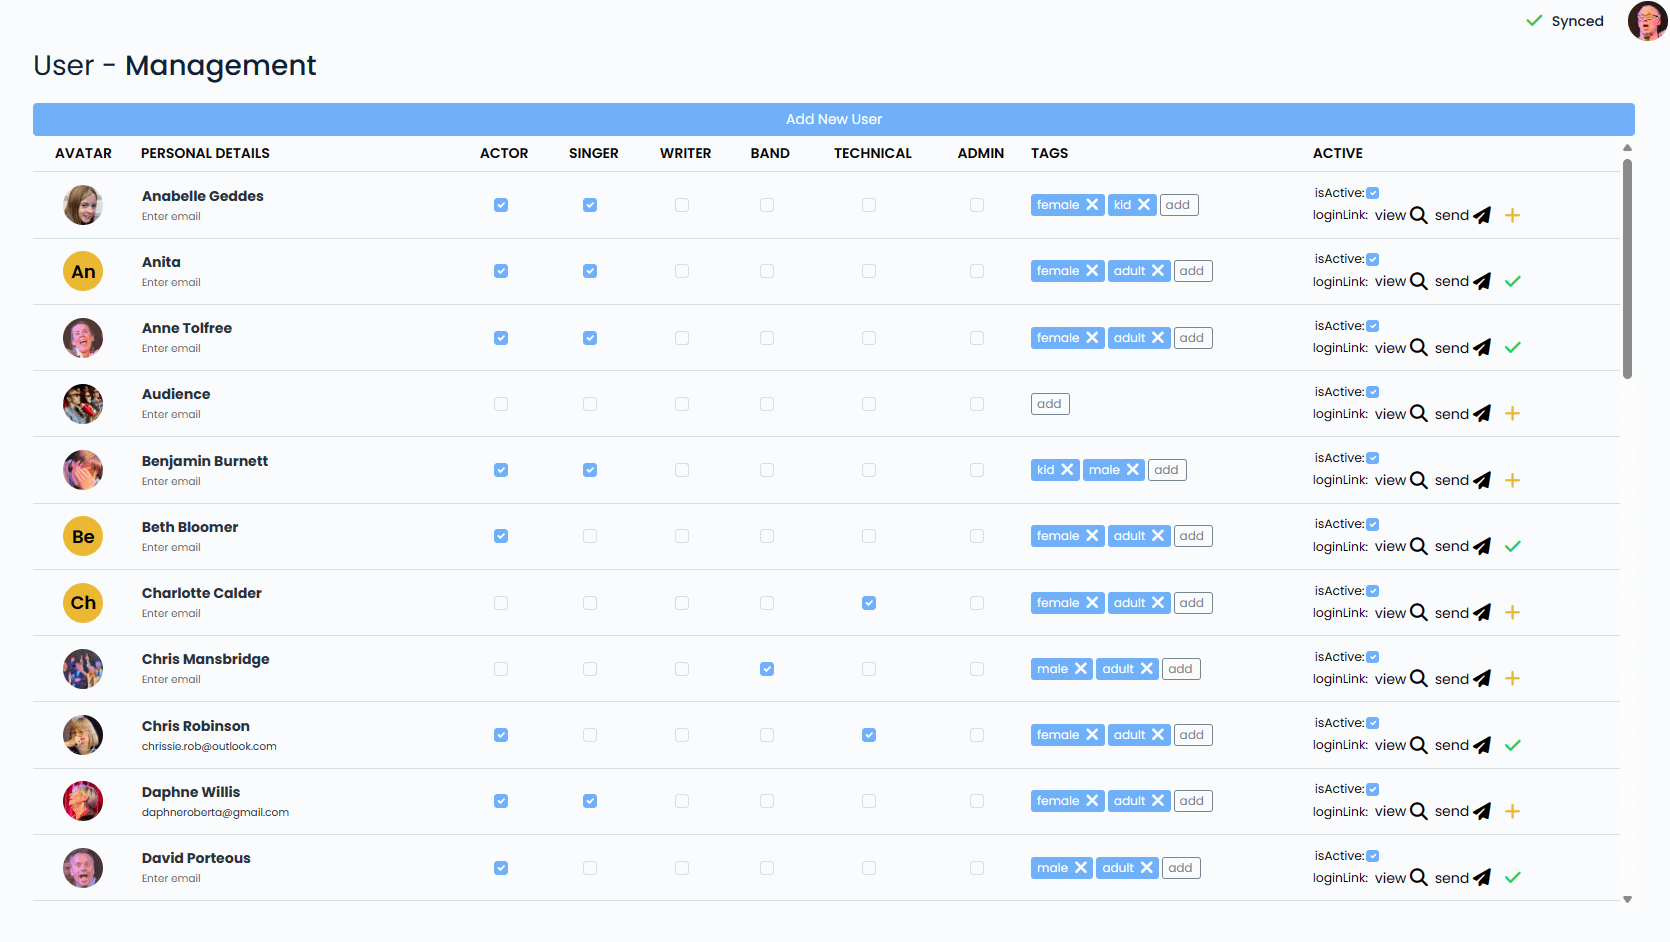 Synced
User - Management
Add New User
AVATAR PERSONAL DETAILS ACTOR SINGER WRITER BAND TECHNICAL ADMIN TAGS ACTIVE
Anabelle Geddes
Enter email
female kid add
isActive:
loginLink: view send
An
Anita
Enter email
female adult add
isActive:
loginLink: view send
Anne Tolfree
Enter email
female adult add
isActive:
loginLink: view send
Audience
Enter email
add
isActive:
loginLink: view send
Benjamin Burnett
Enter email
kid male add
isActive:
loginLink: view send
Be
Beth Bloomer
Enter email
female adult add
isActive:
loginLink: view send
Ch
Charlotte Calder
Enter email
female adult add
isActive:
loginLink: view send
Chris Mansbridge
Enter email
male adult add
isActive:
loginLink: view send
Chris Robinson
chrissie.rob@outlook.com
female adult add
isActive:
loginLink: view send
Daphne Willis
daphneroberta@gmail.com
female adult add
isActive:
loginLink: view send
David Porteous
Enter email
male adult add
isActive:
loginLink: view send